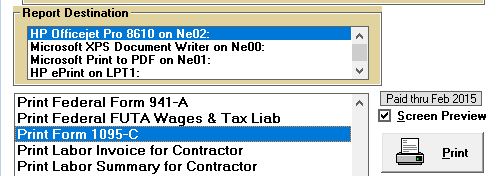 Report Destination
HP Officejet Pro 8610 on Ne02:
Microsoft XPS Document Writer on Ne00:
Microsoft Print to PDF on Ne01:
HP ePrint on LPT1:
Print Federal Form 941-A
Print Federal FUTA Wages & Tax Liab
Print Form 1095-C
Print Labor Invoice for Contractor
Print Labor Summary for Contractor
Paid thru Feb 2015
Screen Preview
Print